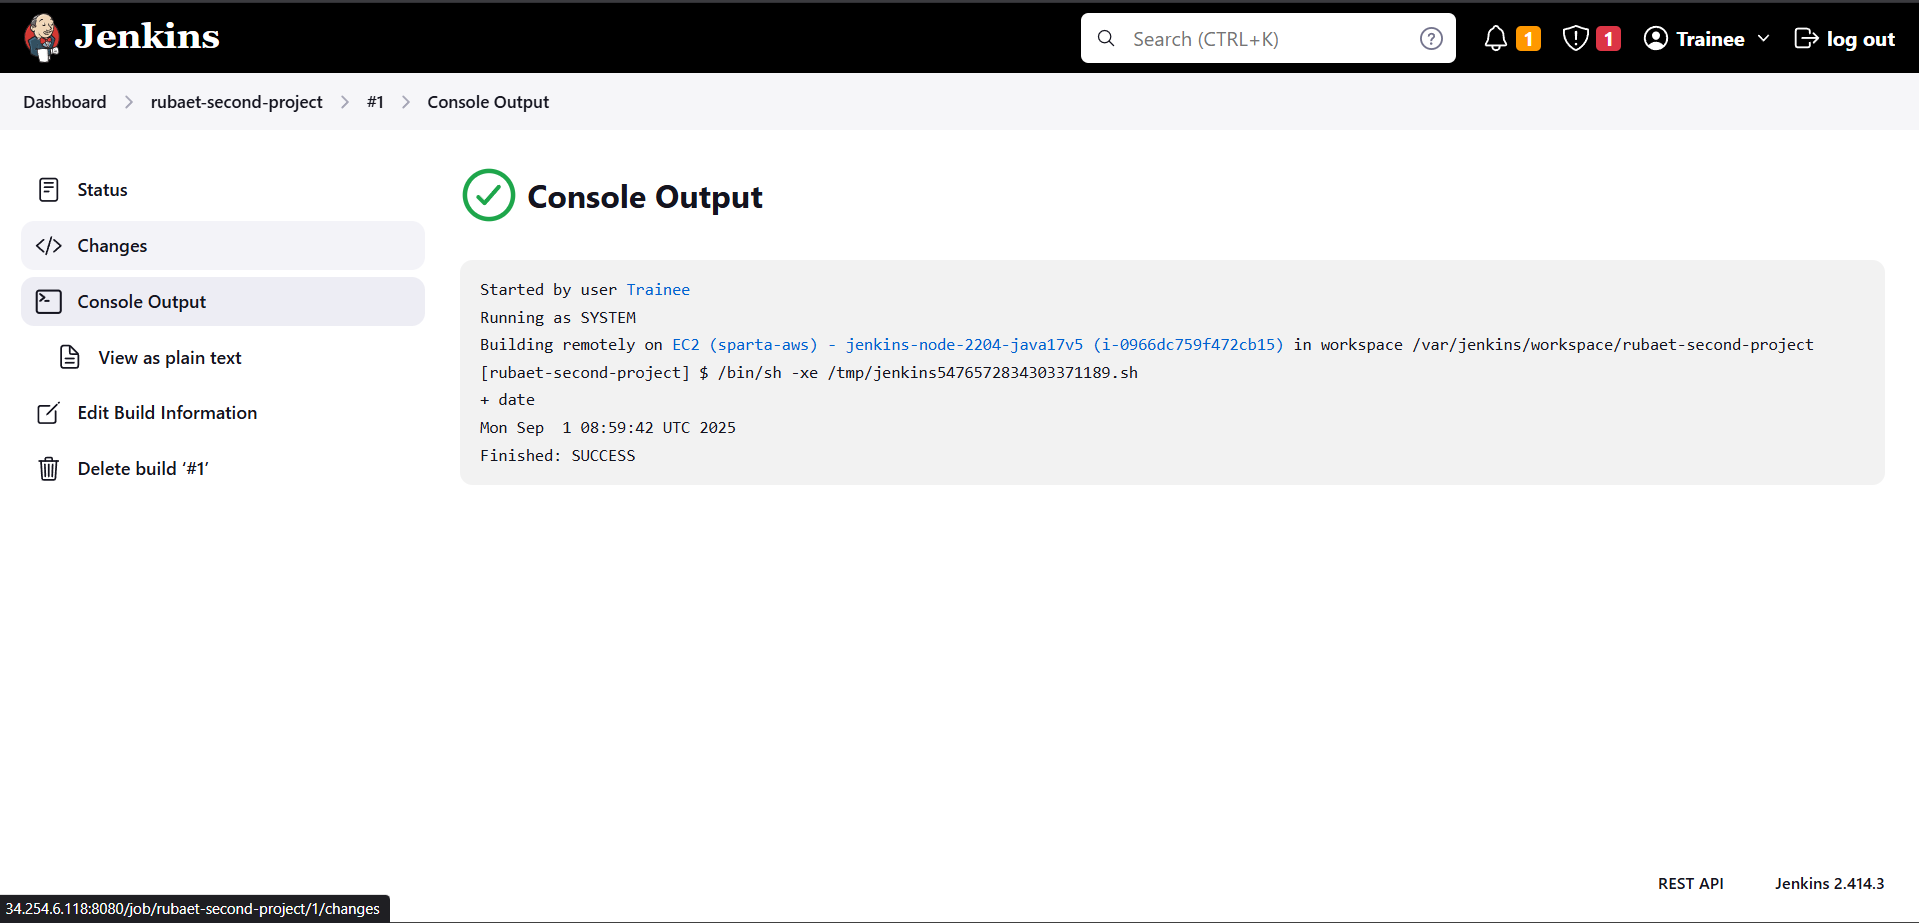 Jenkins
Search (CTRL+K)
1
1
Trainee
log out
Dashboard
rubaet-second-project
#1
Console Output
Status
Changes
Console Output
View as plain text
Edit Build Information
Delete build ‘#1’
Console Output
Started by user Trainee
Running as SYSTEM
Building remotely on EC2 (sparta-aws) - jenkins-node-2204-java17v5 (i-0966dc759f472cb15) in workspace /var/jenkins/workspace/rubaet-second-project
[rubaet-second-project] $ /bin/sh -xe /tmp/jenkins5476572834303371189.sh
+ date
Mon Sep  1 08:59:42 UTC 2025
Finished: SUCCESS
REST API
Jenkins 2.414.3
34.254.6.118:8080/job/rubaet-second-project/1/changes